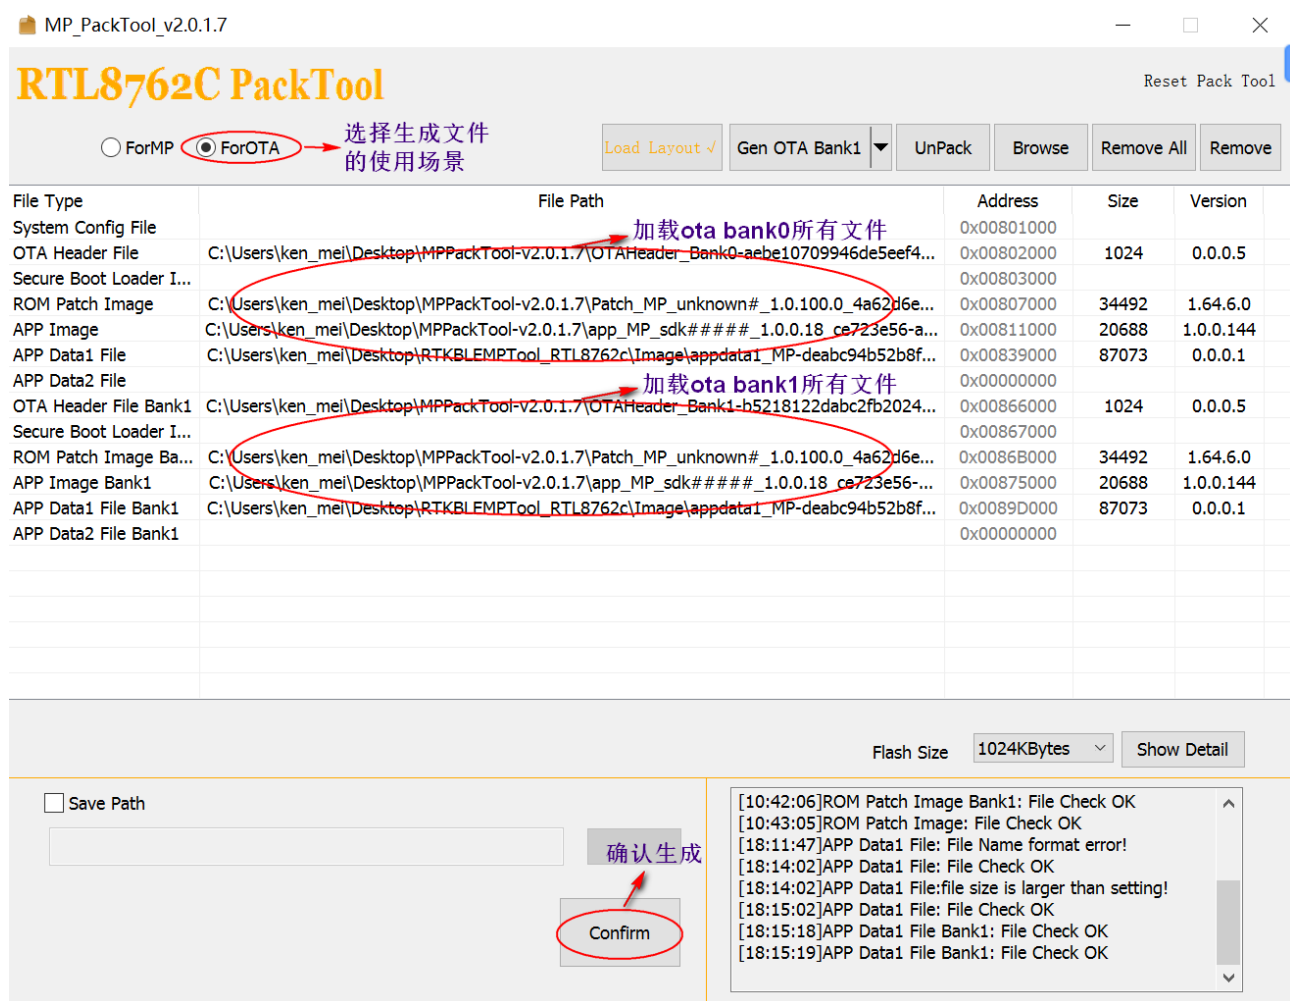 MP_PackTool_v2.0.1.7
RTL8762C PackTool
Reset Pack Tool
ForMP
ForOTA
选择生成文件
的使用场景
Load Layout √
Gen OTA Bank1
UnPack
Browse
Remove All
Remove
File Type File Path Address Size Version
System Config File 0x00801000
加载ota bank0所有文件
OTA Header File C:\Users\ken_mei\Desktop\MPPackTool-v2.0.1.7\OTAHeader_Bank0-aebe10709946de5eef4... 0x00802000 1024 0.0.0.5
Secure Boot Loader I... 0x00803000
ROM Patch Image C:\Users\ken_mei\Desktop\MPPackTool-v2.0.1.7\Patch_MP_unknown#_1.0.100.0_4a62d6e... 0x00807000 34492 1.64.6.0
APP Image C:\Users\ken_mei\Desktop\MPPackTool-v2.0.1.7\app_MP_sdk#####_1.0.0.18_ce723e56-a... 0x00811000 20688 1.0.0.144
APP Data1 File C:\Users\ken_mei\Desktop\RTKBLEMPTool_RTL8762c\Image\appdata1_MP-deabc94b52b8f... 0x00839000 87073 0.0.0.1
APP Data2 File 0x00000000
加载ota bank1所有文件
OTA Header File Bank1 C:\Users\ken_mei\Desktop\MPPackTool-v2.0.1.7\OTAHeader_Bank1-b5218122dabc2fb2024... 0x00866000 1024 0.0.0.5
Secure Boot Loader I... 0x00867000
ROM Patch Image Ba... C:\Users\ken_mei\Desktop\MPPackTool-v2.0.1.7\Patch_MP_unknown#_1.0.100.0_4a62d6e... 0x0086B000 34492 1.64.6.0
APP Image Bank1 C:\Users\ken_mei\Desktop\MPPackTool-v2.0.1.7\app_MP_sdk#####_1.0.0.18_ce723e56-... 0x00875000 20688 1.0.0.144
APP Data1 File Bank1 C:\Users\ken_mei\Desktop\RTKBLEMPTool_RTL8762c\Image\appdata1_MP-deabc94b52b8f... 0x0089D000 87073 0.0.0.1
APP Data2 File Bank1 0x00000000
Flash Size 1024KBytes Show Detail
Save Path
确认生成
Confirm
[10:42:06]ROM Patch Image Bank1: File Check OK
[10:43:05]ROM Patch Image: File Check OK
[18:11:47]APP Data1 File: File Name format error!
[18:14:02]APP Data1 File: File Check OK
[18:14:02]APP Data1 File:file size is larger than setting!
[18:15:02]APP Data1 File: File Check OK
[18:15:18]APP Data1 File Bank1: File Check OK
[18:15:19]APP Data1 File Bank1: File Check OK